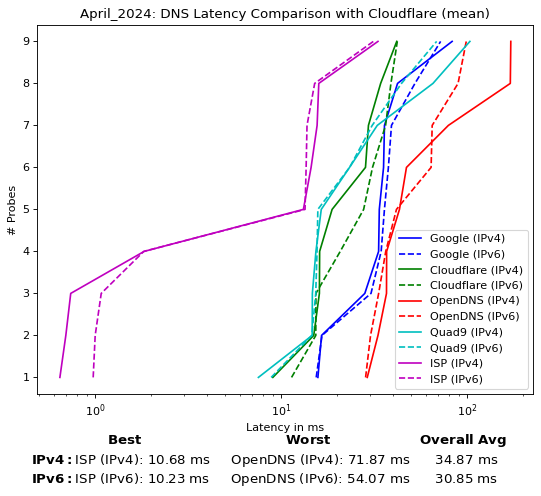 April_2024: DNS Latency Comparison with Cloudflare (mean)
# Probes
9
8
7
6
5
4
3
2
1
Google (IPv4)
Google (IPv6)
Cloudflare (IPv4)
Cloudflare (IPv6)
OpenDNS (IPv4)
OpenDNS (IPv6)
Quad9 (IPv4)
Quad9 (IPv6)
ISP (IPv4)
ISP (IPv6)
10⁰ 10¹ 10²
Latency in ms
Best Worst Overall Avg
IPv4: ISP (IPv4): 10.68 ms OpenDNS (IPv4): 71.87 ms 34.87 ms
IPv6: ISP (IPv6): 10.23 ms OpenDNS (IPv6): 54.07 ms 30.85 ms